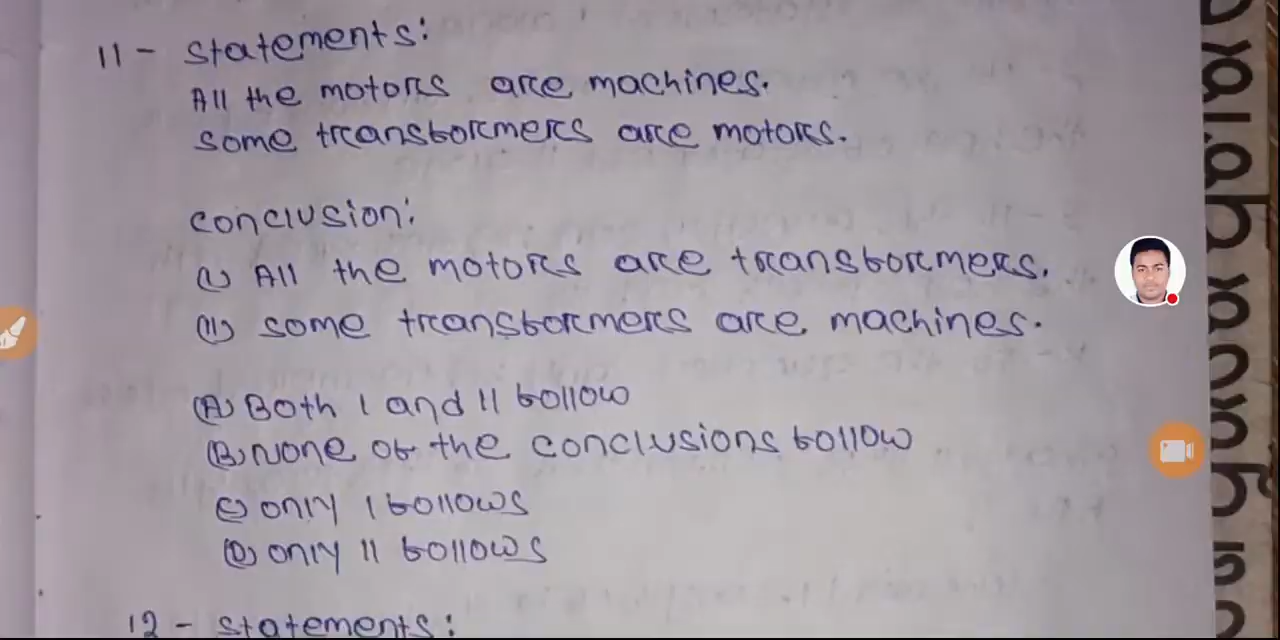 11 - Statements:
All the motors are machines.
Some transformers are motors.
Conclusion:
(I) All the motors are transformers.
(II) Some transformers are machines.
(A) Both I and II follow
(B) None of the conclusions follow
(C) only I follows
(D) only II follows
12 - Statements: